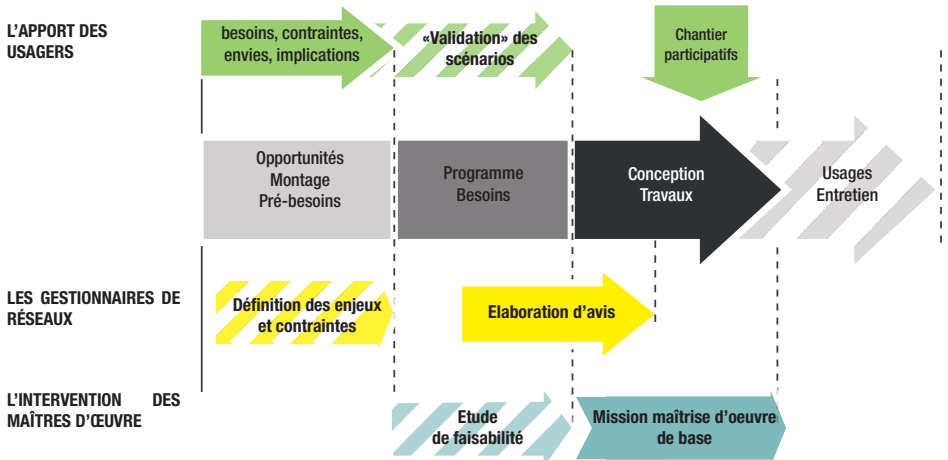 L'APPORT DES
USAGERS
besoins, contraintes,
envies, implications
«Validation» des
scénarios
Chantier
participatifs
Opportunités
Montage
Pré-besoins
Programme
Besoins
Conception
Travaux
Usages
Entretien
LES GESTIONNAIRES DE
RÉSEAUX
Définition des enjeux
et contraintes
Elaboration d'avis
L'INTERVENTION DES
MAÎTRES D'ŒUVRE
Etude
de faisabilité
Mission maîtrise d'oeuvre
de base